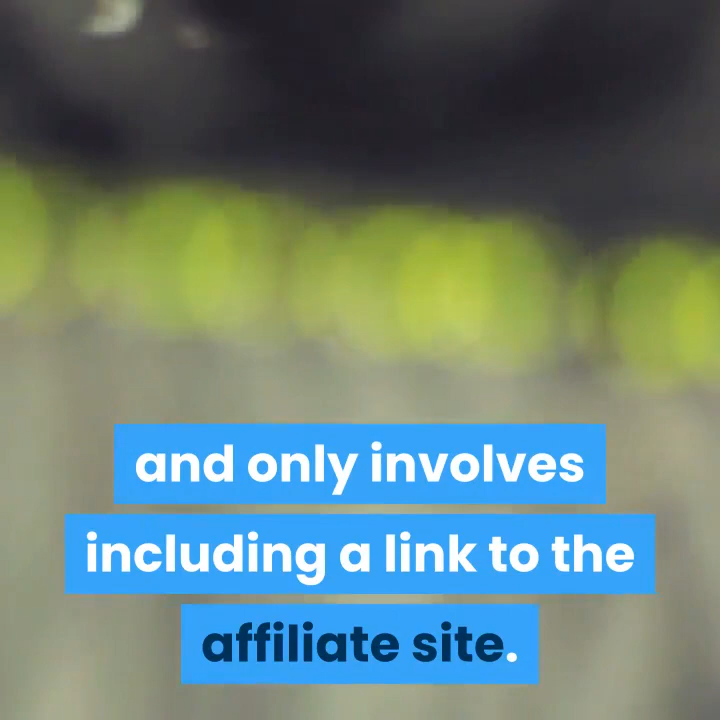 and only involves
including a link to the
affiliate site.